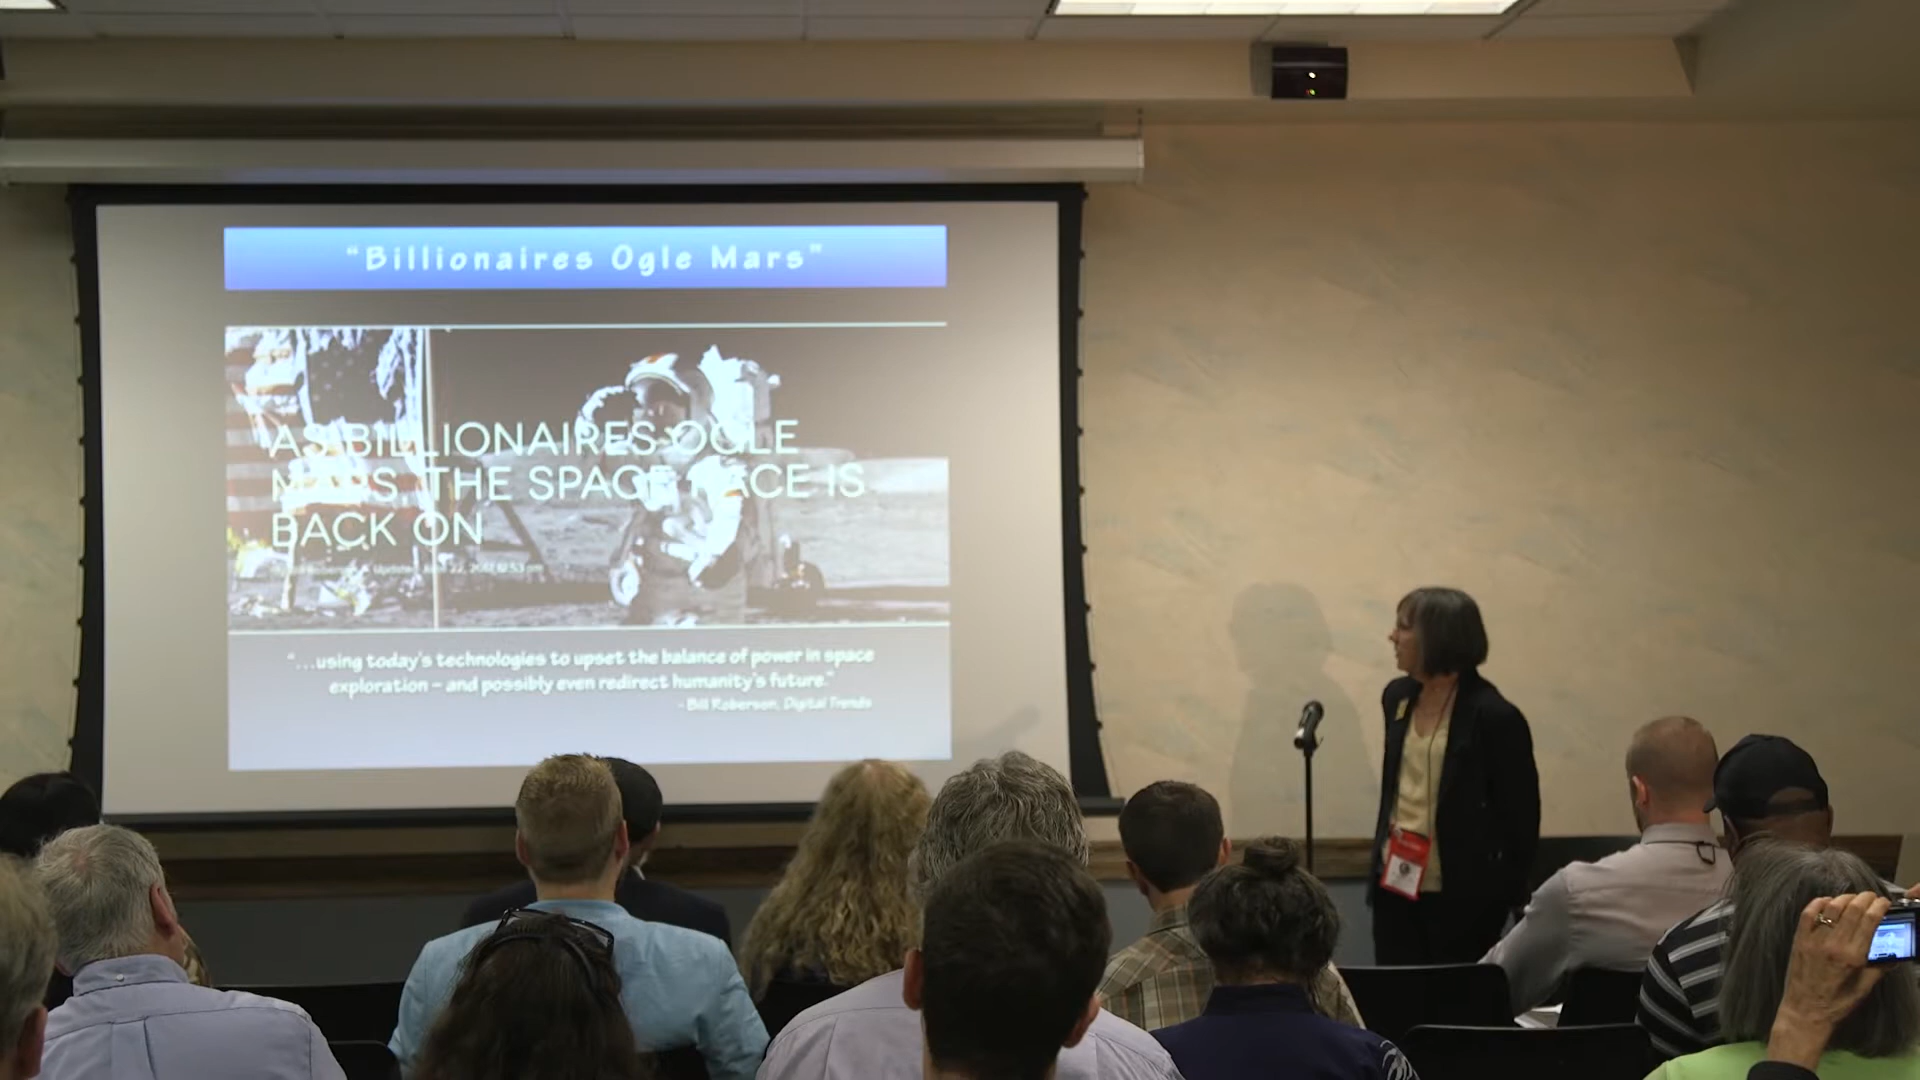 “Billionaires Ogle Mars”
AS BILLIONAIRES OGLE
MARS, THE SPACE RACE IS
BACK ON
“...using today's technologies to upset the balance of power in space
exploration – and possibly even redirect humanity's future.”
- Bill Roberson, Digital Trends